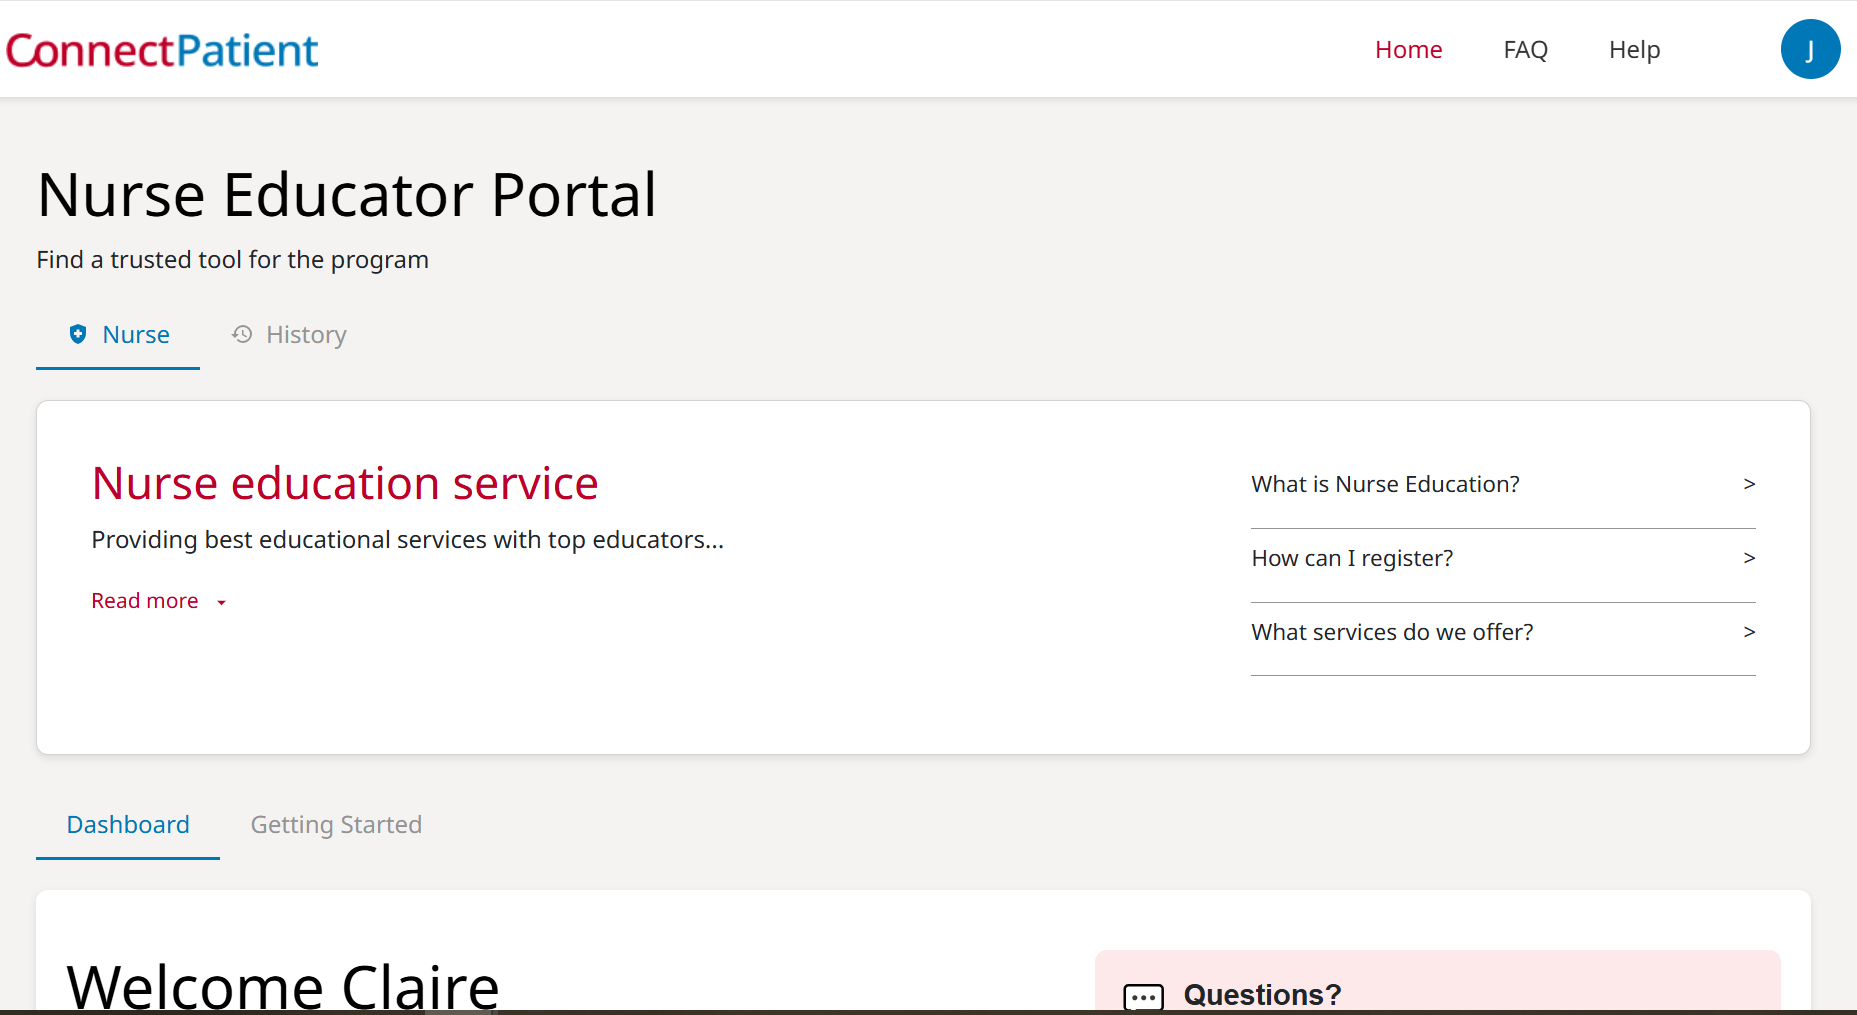 ConnectPatient
Home FAQ Help J
Nurse Educator Portal
Find a trusted tool for the program
Nurse History
Nurse education service
Providing best educational services with top educators...
Read more
What is Nurse Education? >
How can I register? >
What services do we offer? >
Dashboard Getting Started
Welcome Claire
Questions?